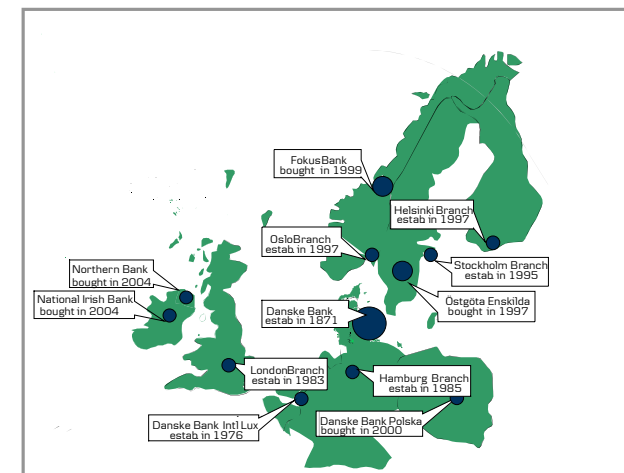 FokusBank
bought in 1999
Helsinki Branch
estab. in 1997
OsloBranch
estab. in 1997
Stockholm Branch
estab. in 1995
Northern Bank
bought in 2004
National Irish Bank
bought in 2004
Östgöta Enskilda
bought in 1997
Danske Bank
estab in 1871
LondonBranch
estab. in 1983
Hamburg Branch
estab. in 1985
Danske Bank Intl Lux
estab. in 1976
Danske Bank Polska
bought in 2000